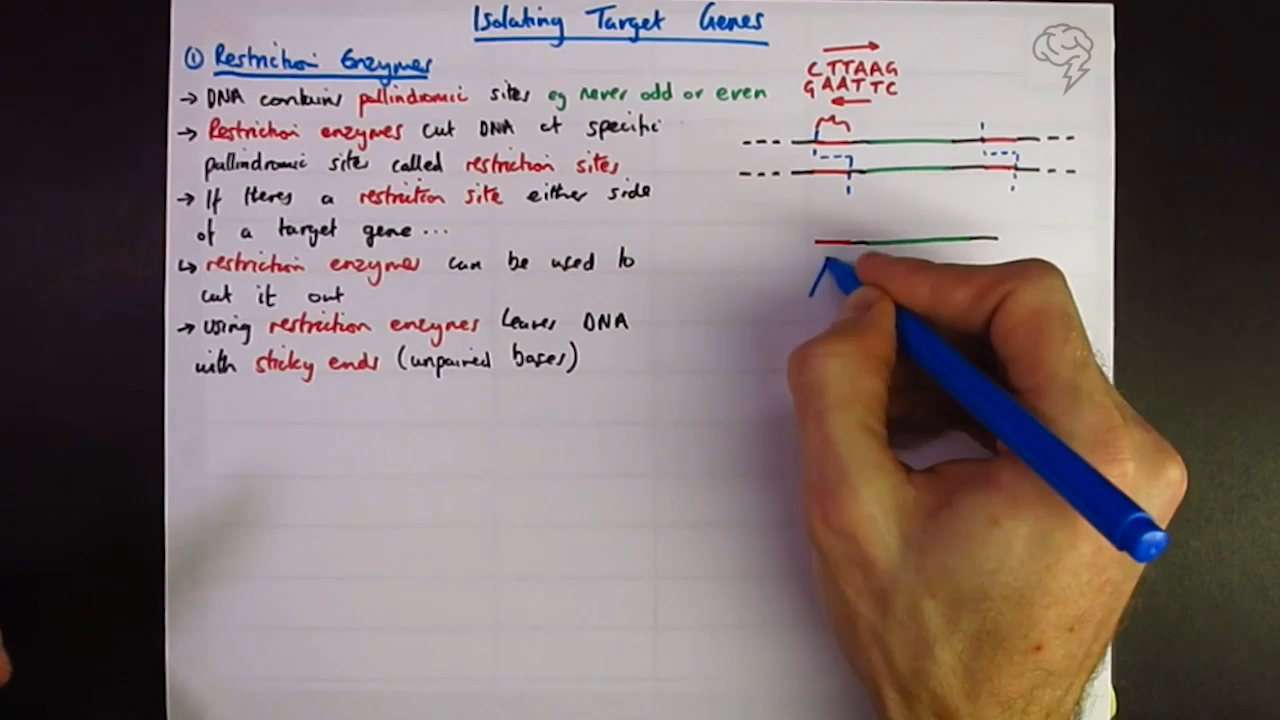 Isolating Target Genes
① Restriction Enzymes
→ DNA contains pallindromic sites eg never odd or even
→ Restriction enzymes cut DNA at specific
pallindromic site called restriction sites
→ If theres a restriction site either side
of a target gene...
↳ restriction enzyme can be used to
cut it out
→ Using restriction enzymes leaves DNA
with sticky ends (unpaired bases)
CTTAAG
GAATTC